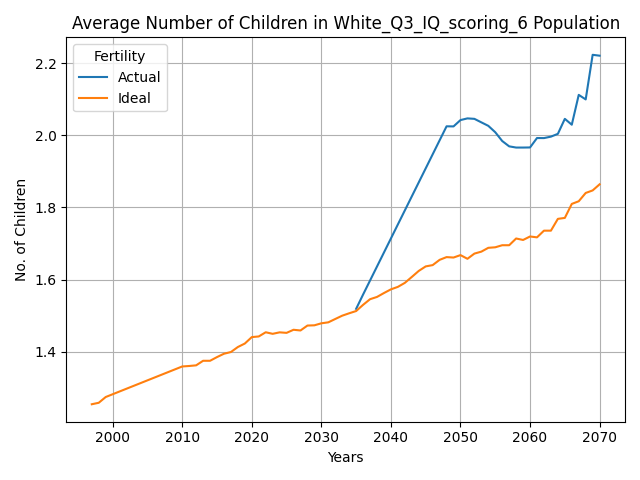 Average Number of Children in White_Q3_IQ_scoring_6 Population
Fertility
Actual
Ideal
No. of Children
2.2
2.0
1.8
1.6
1.4
2000 2010 2020 2030 2040 2050 2060 2070
Years